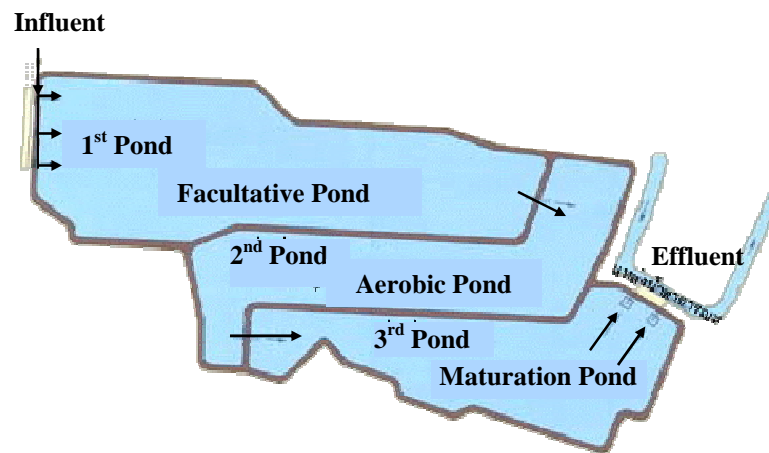 Influent
1st Pond
Facultative Pond
2nd Pond
Aerobic Pond
Effluent
3rd Pond
Maturation Pond